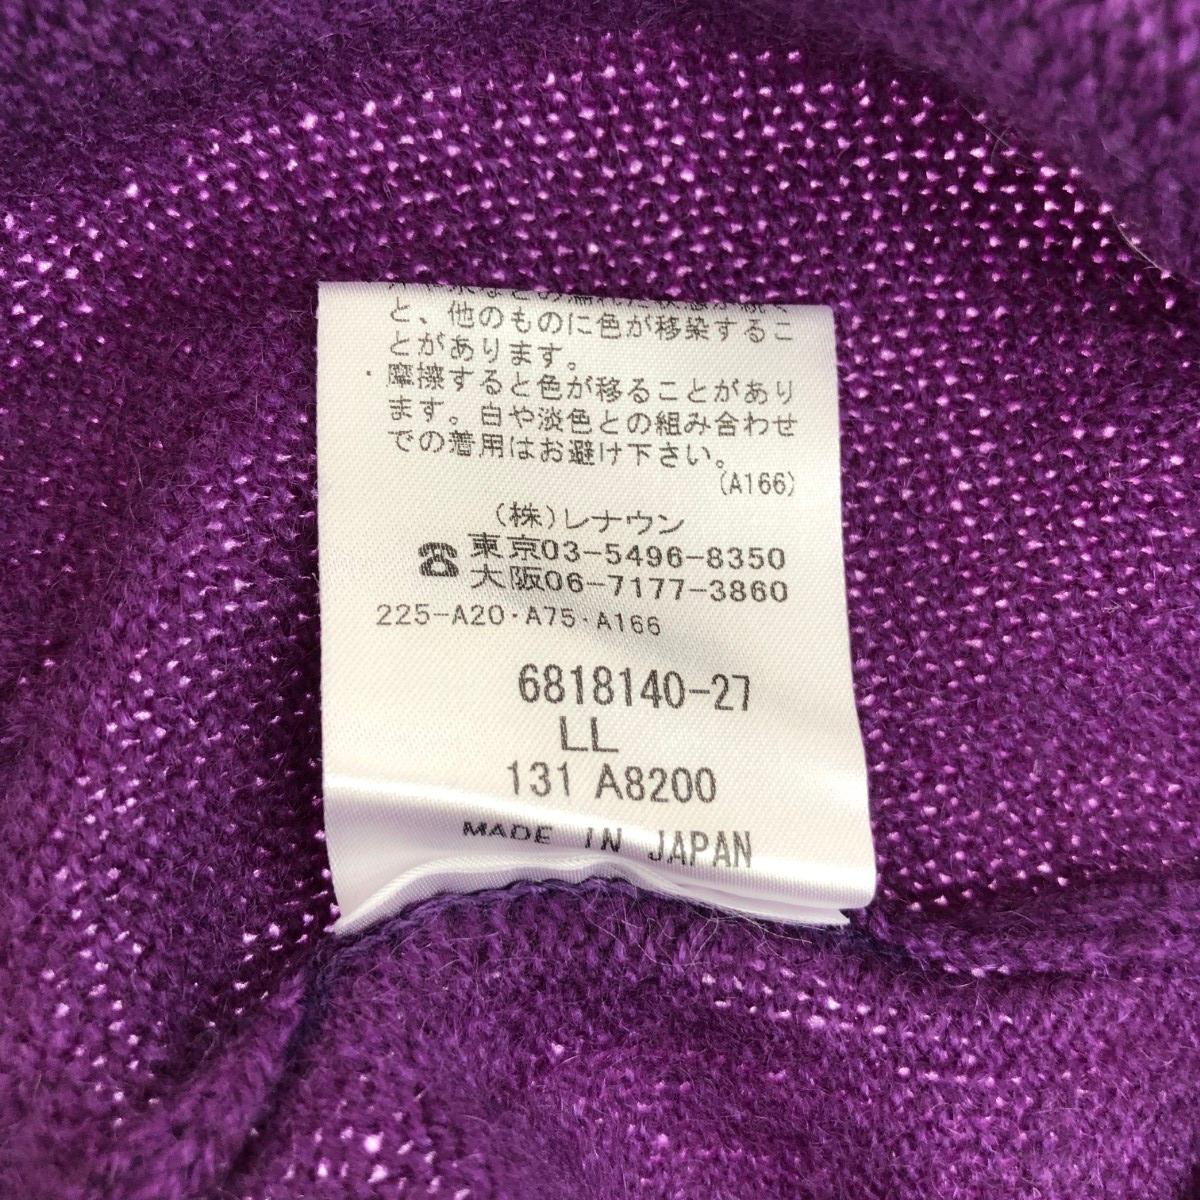 と、他のものに色が移染するこ
とがあります。
・摩擦すると色が移ることがあり
ます。白や淡色との組み合わせ
での着用はお避け下さい。
(A166)
(株)レナウン
☎東京03-5496-8350
大阪06-7177-3860
225-A20・A75・A166
6818140-27
LL
131 A8200
MADE IN JAPAN